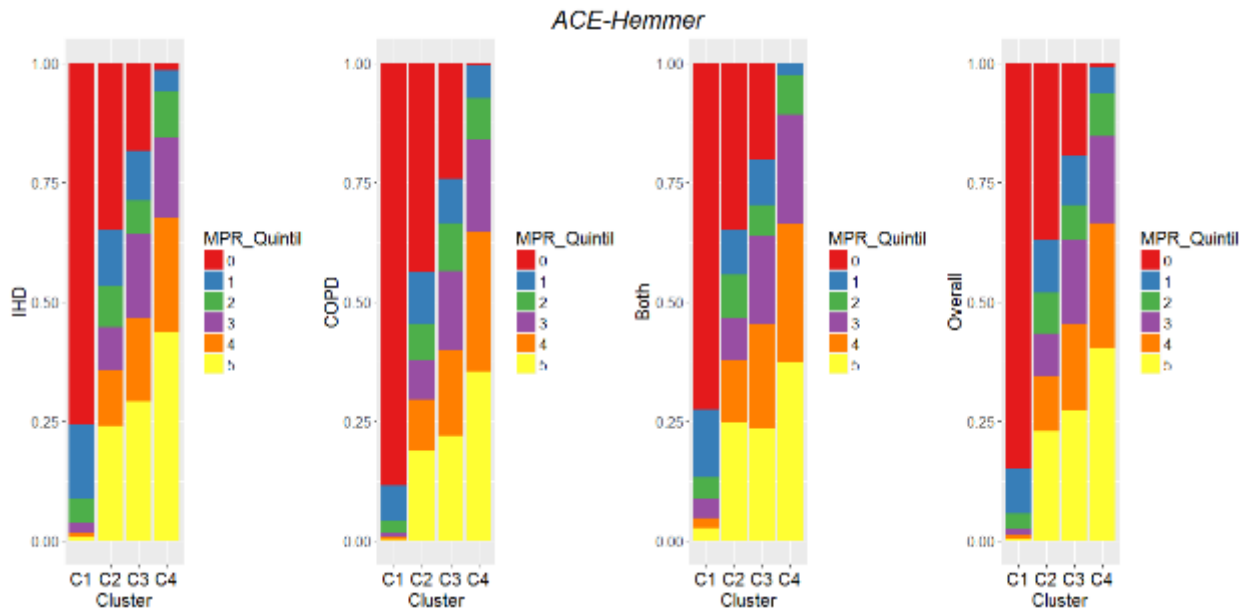 ACE-Hemmer
IHD
1.00
0.75
0.50
0.25
0.00
C1 C2 C3 C4
Cluster
MPR_Quintil
0
1
2
3
4
5
COPD
1.00
0.75
0.50
0.25
0.00
C1 C2 C3 C4
Cluster
MPR_Quintil
0
1
2
3
4
5
Both
1.00
0.75
0.50
0.25
0.00
C1 C2 C3 C4
Cluster
MPR_Quintil
0
1
2
3
4
5
Overall
1.00
0.75
0.50
0.25
0.00
C1 C2 C3 C4
Cluster
MPR_Quintil
0
1
2
3
4
5